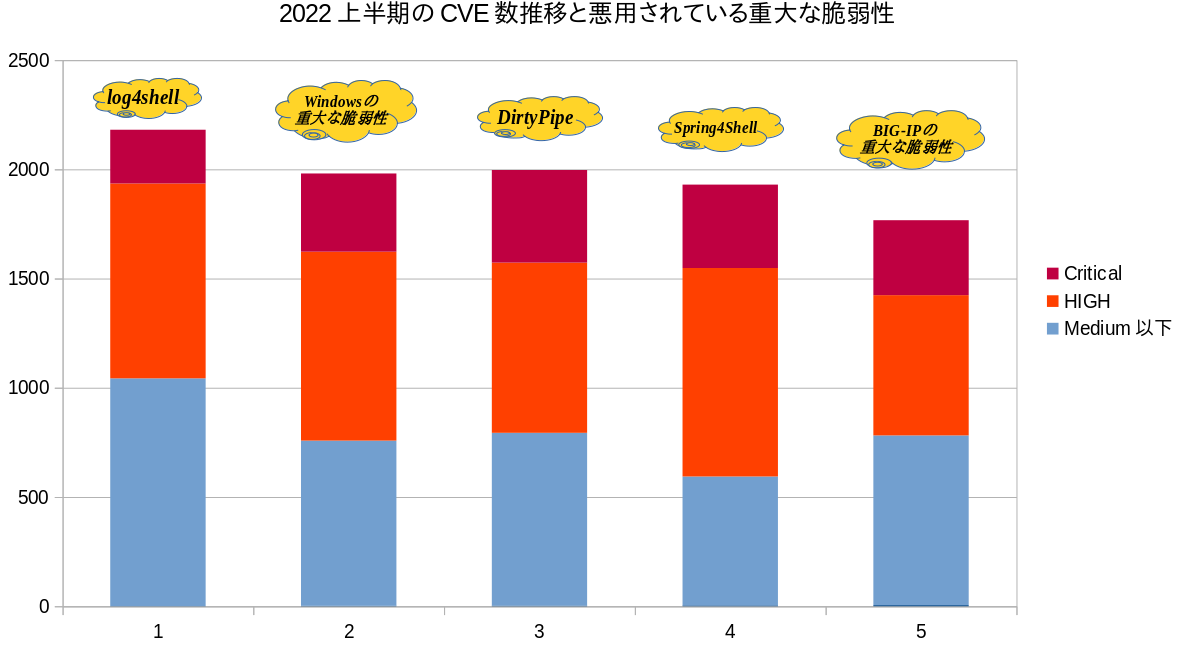 2022 上半期の CVE 数推移と悪用されている重大な脆弱性
2500
2000
1500
1000
500
0
log4shell
Windowsの
重大な脆弱性
DirtyPipe
Spring4Shell
BIG-IPの
重大な脆弱性
1
2
3
4
5
Critical
HIGH
Medium 以下